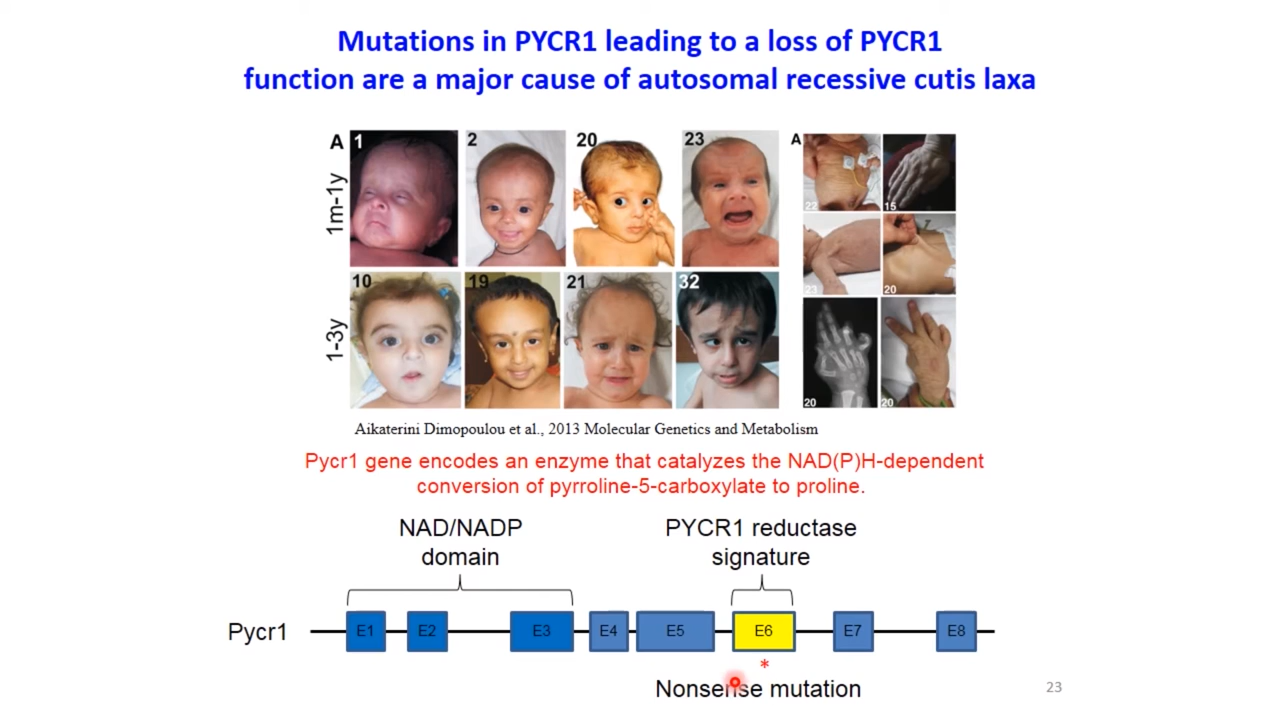 Mutations in PYCR1 leading to a loss of PYCR1
function are a major cause of autosomal recessive cutis laxa
A
1
2
20
23
1m-1y
10
19
21
32
1-3y
A
22
15
23
20
20
20
Aikaterini Dimopoulou et al., 2013 Molecular Genetics and Metabolism
Pycr1 gene encodes an enzyme that catalyzes the NAD(P)H-dependent
conversion of pyrroline-5-carboxylate to proline.
NAD/NADP
domain
PYCR1 reductase
signature
Pycr1
E1
E2
E3
E4
E5
E6
E7
E8
*
Nonsense mutation
23